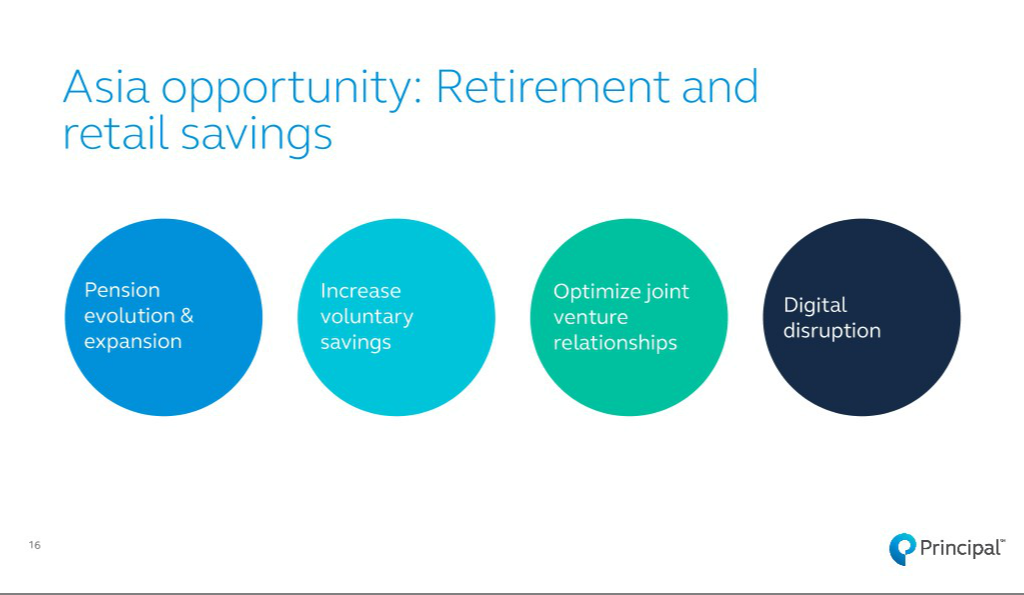 Asia opportunity: Retirement and
retail savings
Pension
evolution &
expansion
Increase
voluntary
savings
Optimize joint
venture
relationships
Digital
disruption
16
Principal℠